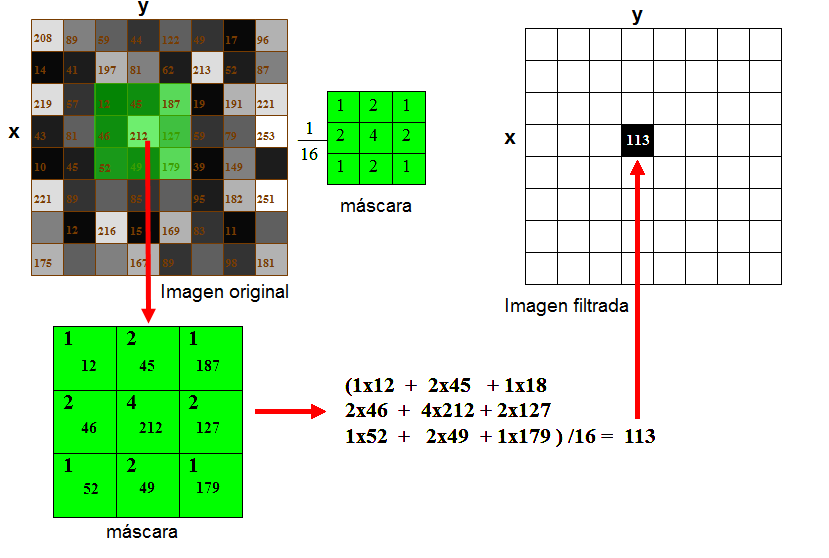 y
208 89 59 44 122 49 17 96
14 41 197 81 62 213 52 87
219 57 12 45 187 19 191 221
x 43 81 46 212 127 59 79 253
10 45 52 49 179 39 149
221 89 85 95 182 251
12 216 15 169 83 11
175 167 89 98 181
Imagen original
1
16
1 2 1
2 4 2
1 2 1
máscara
y
x
113
Imagen filtrada
1 2 1
12 45 187
2 4 2
46 212 127
1 2 1
52 49 179
máscara
(1x12 + 2x45 + 1x18
2x46 + 4x212 + 2x127
1x52 + 2x49 + 1x179 ) /16 = 113